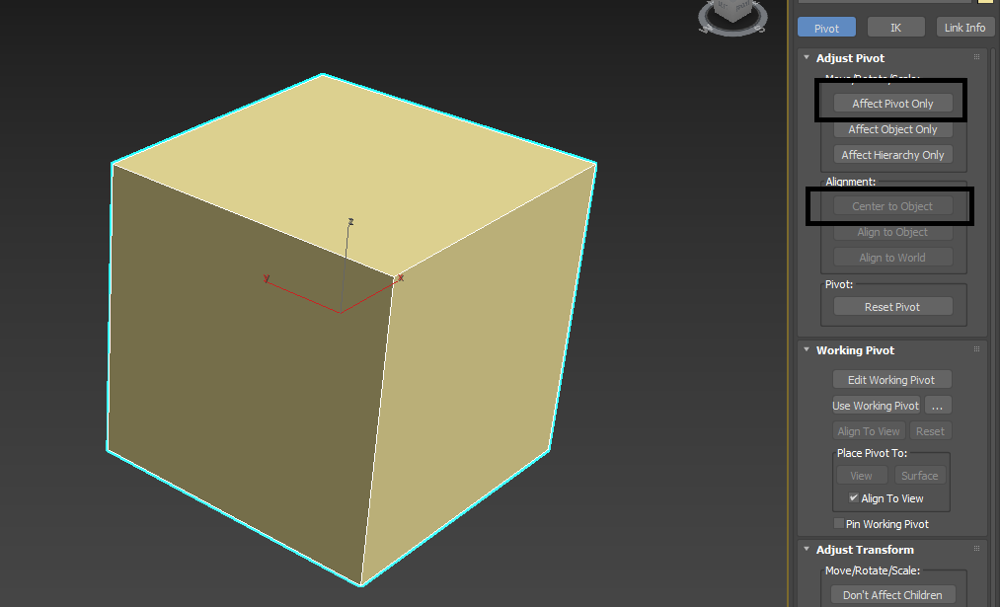 Pivot
IK
Link Info
Adjust Pivot
Move/Rotate/Scale:
Affect Pivot Only
Affect Object Only
Affect Hierarchy Only
Alignment:
Center to Object
Align to Object
Align to World
Pivot:
Reset Pivot
Working Pivot
Edit Working Pivot
Use Working Pivot ...
Align To View Reset
Place Pivot To:
View Surface
Align To View
Pin Working Pivot
Adjust Transform
Move/Rotate/Scale:
Don't Affect Children
z
y
x